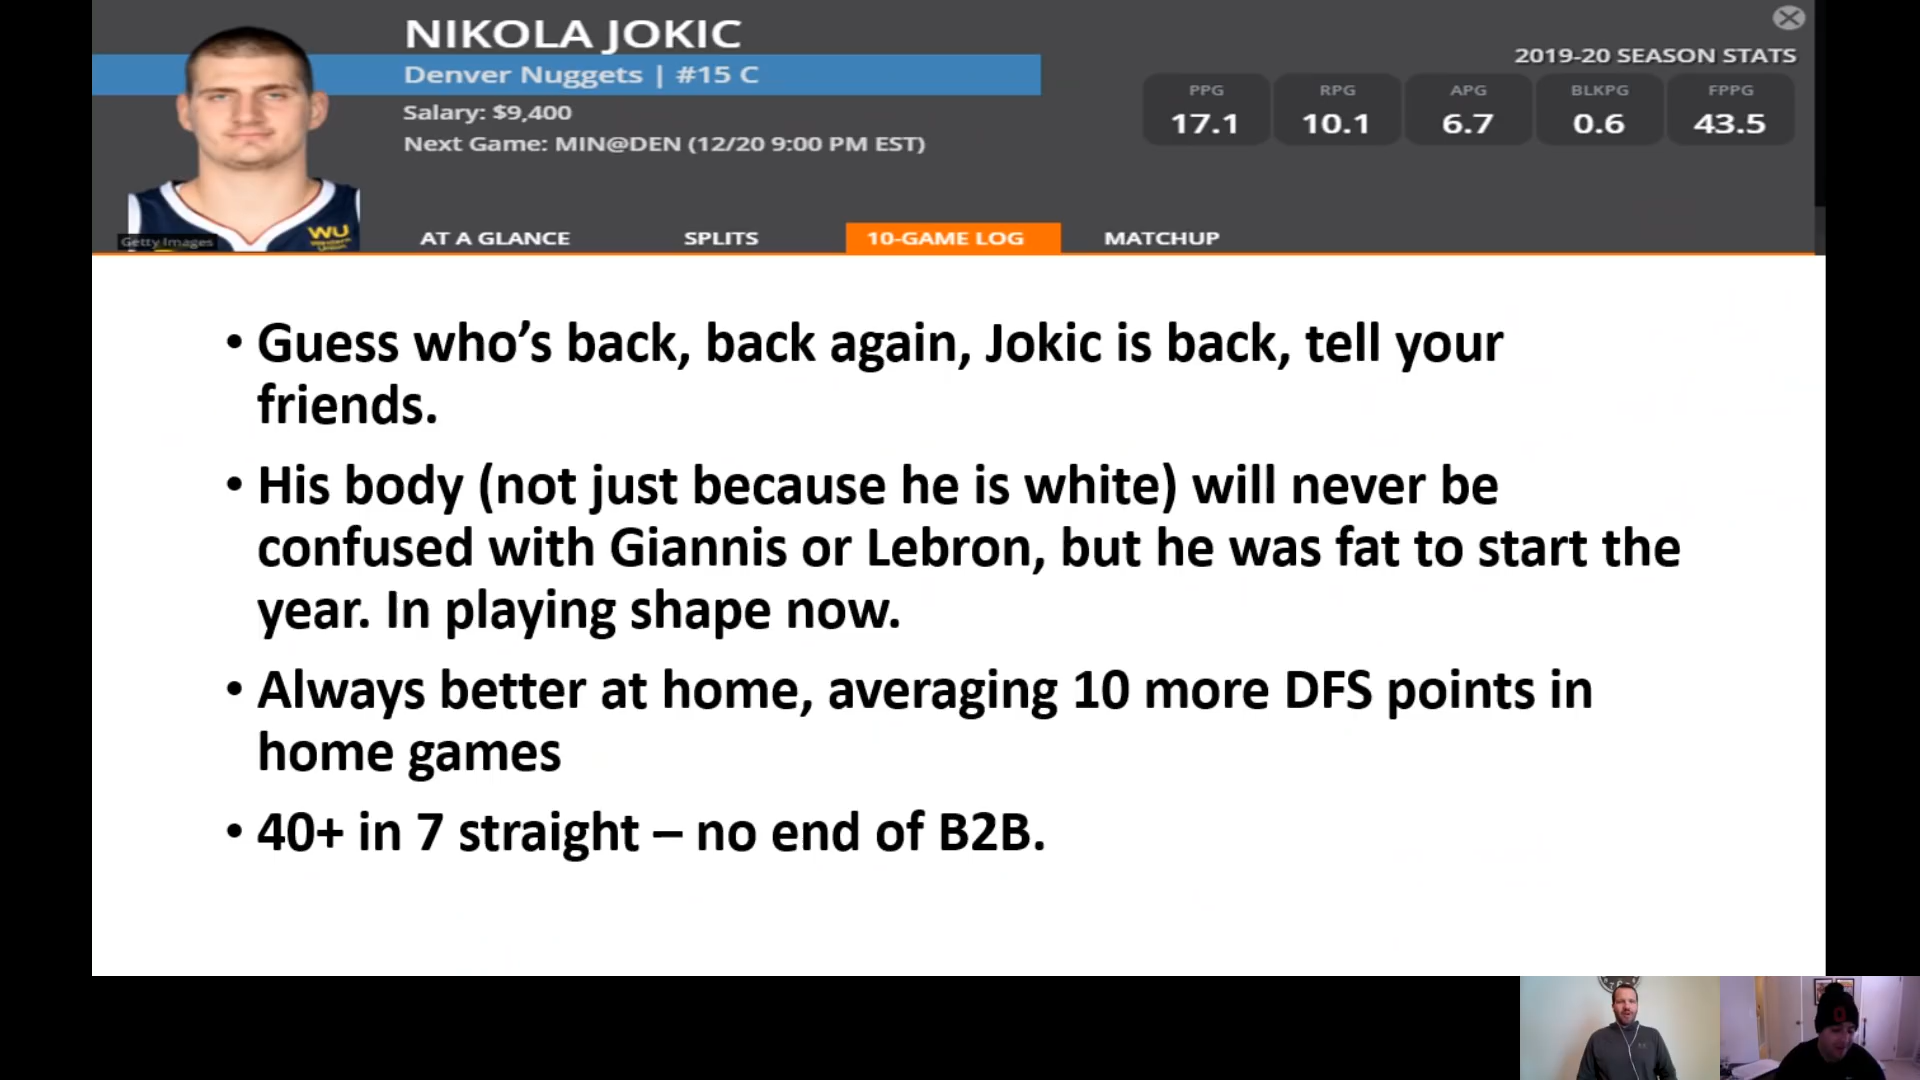 NIKOLA JOKIC
Denver Nuggets | #15 C
Salary: $9,400
Next Game: MIN@DEN (12/20 9:00 PM EST)
2019-20 SEASON STATS
PPG RPG APG BLKPG FPPG
17.1 10.1 6.7 0.6 43.5
WU
Western
Union
Getty Images
AT A GLANCE SPLITS 10-GAME LOG MATCHUP
• Guess who’s back, back again, Jokic is back, tell your
friends.
• His body (not just because he is white) will never be
confused with Giannis or Lebron, but he was fat to start the
year. In playing shape now.
• Always better at home, averaging 10 more DFS points in
home games
• 40+ in 7 straight – no end of B2B.